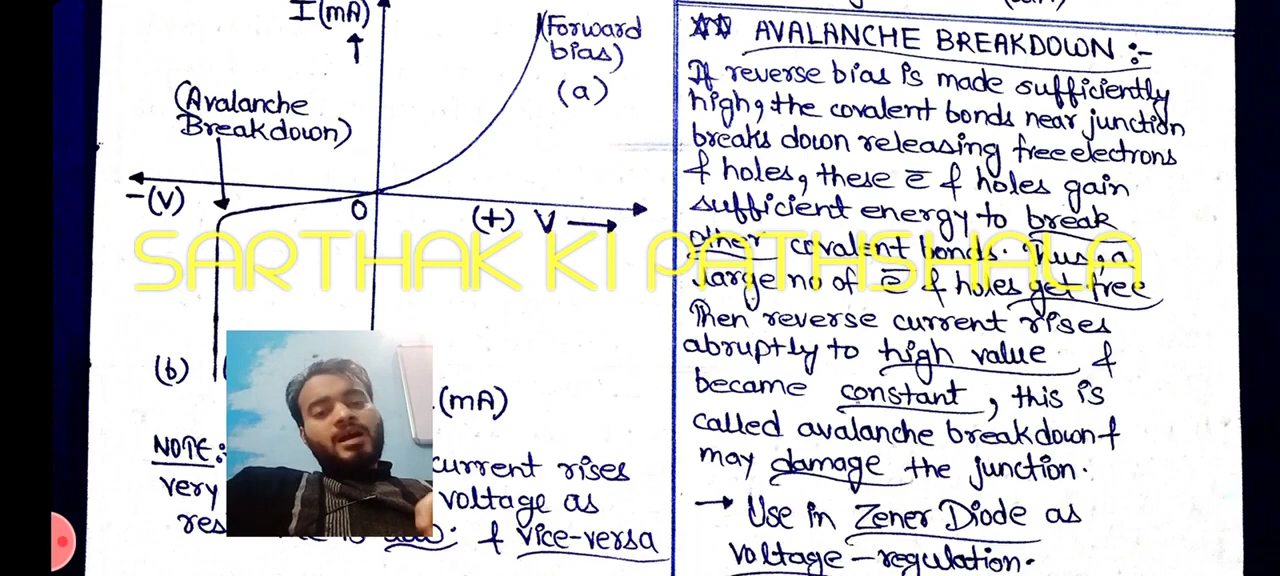 I (mA)
(Forward
bias)
(a)
(Avalanche
Breakdown)
-(V)
O
(+) V
SARTHAK KI PATHSHALA
(b)
(mA)
NOTE:
current rises
very
voltage as
res
& vice-versa
☆☆ AVALANCHE BREAKDOWN :-
If reverse bias is made sufficiently
high, the covalent bonds near junction
breaks down releasing free electrons
& holes, these e̅ & holes gain
sufficient energy to break
other covalent bonds. Thus, a
large no of e̅ & holes get free
Then reverse current rises
abruptly to high value &
became constant, this is
called avalanche breakdown &
may damage the junction.
→ Use in Zener Diode as
voltage-regulation.